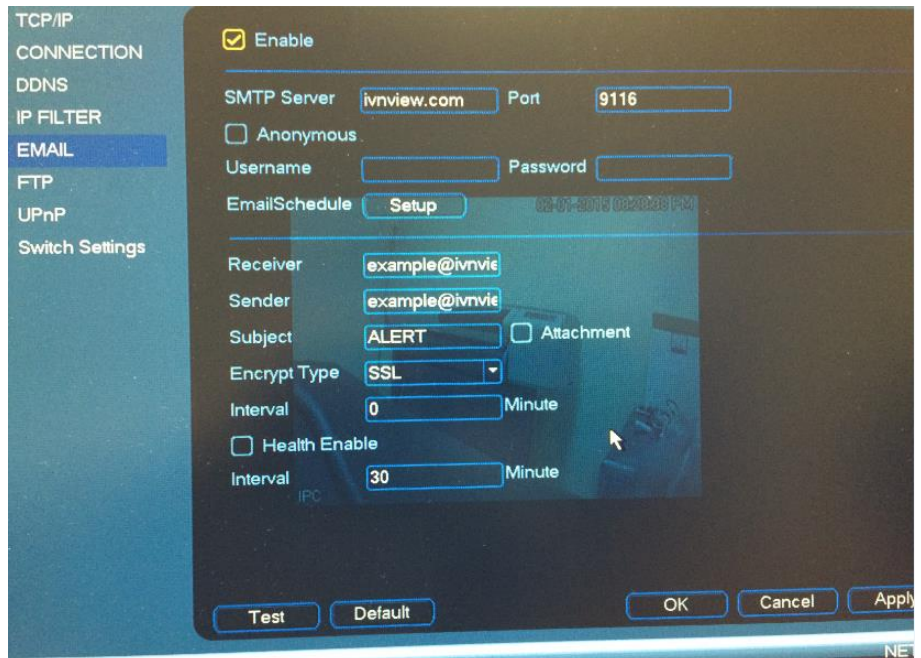 TCP/IP
CONNECTION
DDNS
IP FILTER
EMAIL
FTP
UPnP
Switch Settings
Enable
SMTP Server ivnview.com Port 9116
Anonymous
Username Password
EmailSchedule Setup
Receiver example@ivnvie
Sender example@ivnvie
Subject ALERT Attachment
Encrypt Type SSL
Interval 0 Minute
Health Enable
Interval 30 Minute
IPC
Test Default OK Cancel Apply
NET